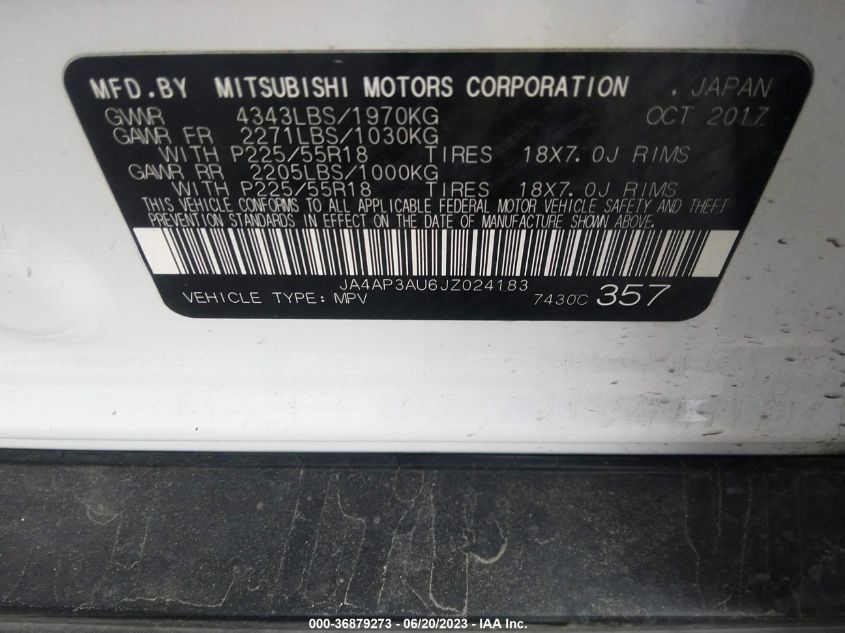 MFD.BY MITSUBISHI MOTORS CORPORATION , JAPAN
GVWR 4343LBS/1970KG OCT 2017
GAWR FR 2271LBS/1030KG
WITH P225/55R18 TIRES 18X7.0J RIMS
GAWR RR 2205LBS/1000KG
WITH P225/55R18 TIRES 18X7.0J RIMS
THIS VEHICLE CONFORMS TO ALL APPLICABLE FEDERAL MOTOR VEHICLE SAFETY AND THEFT
PREVENTION STANDARDS IN EFFECT ON THE DATE OF MANUFACTURE SHOWN ABOVE.
JA4AP3AU6JZ024183
VEHICLE TYPE: MPV 7430C 357
000-36879273 - 06/20/2023 - IAA Inc.